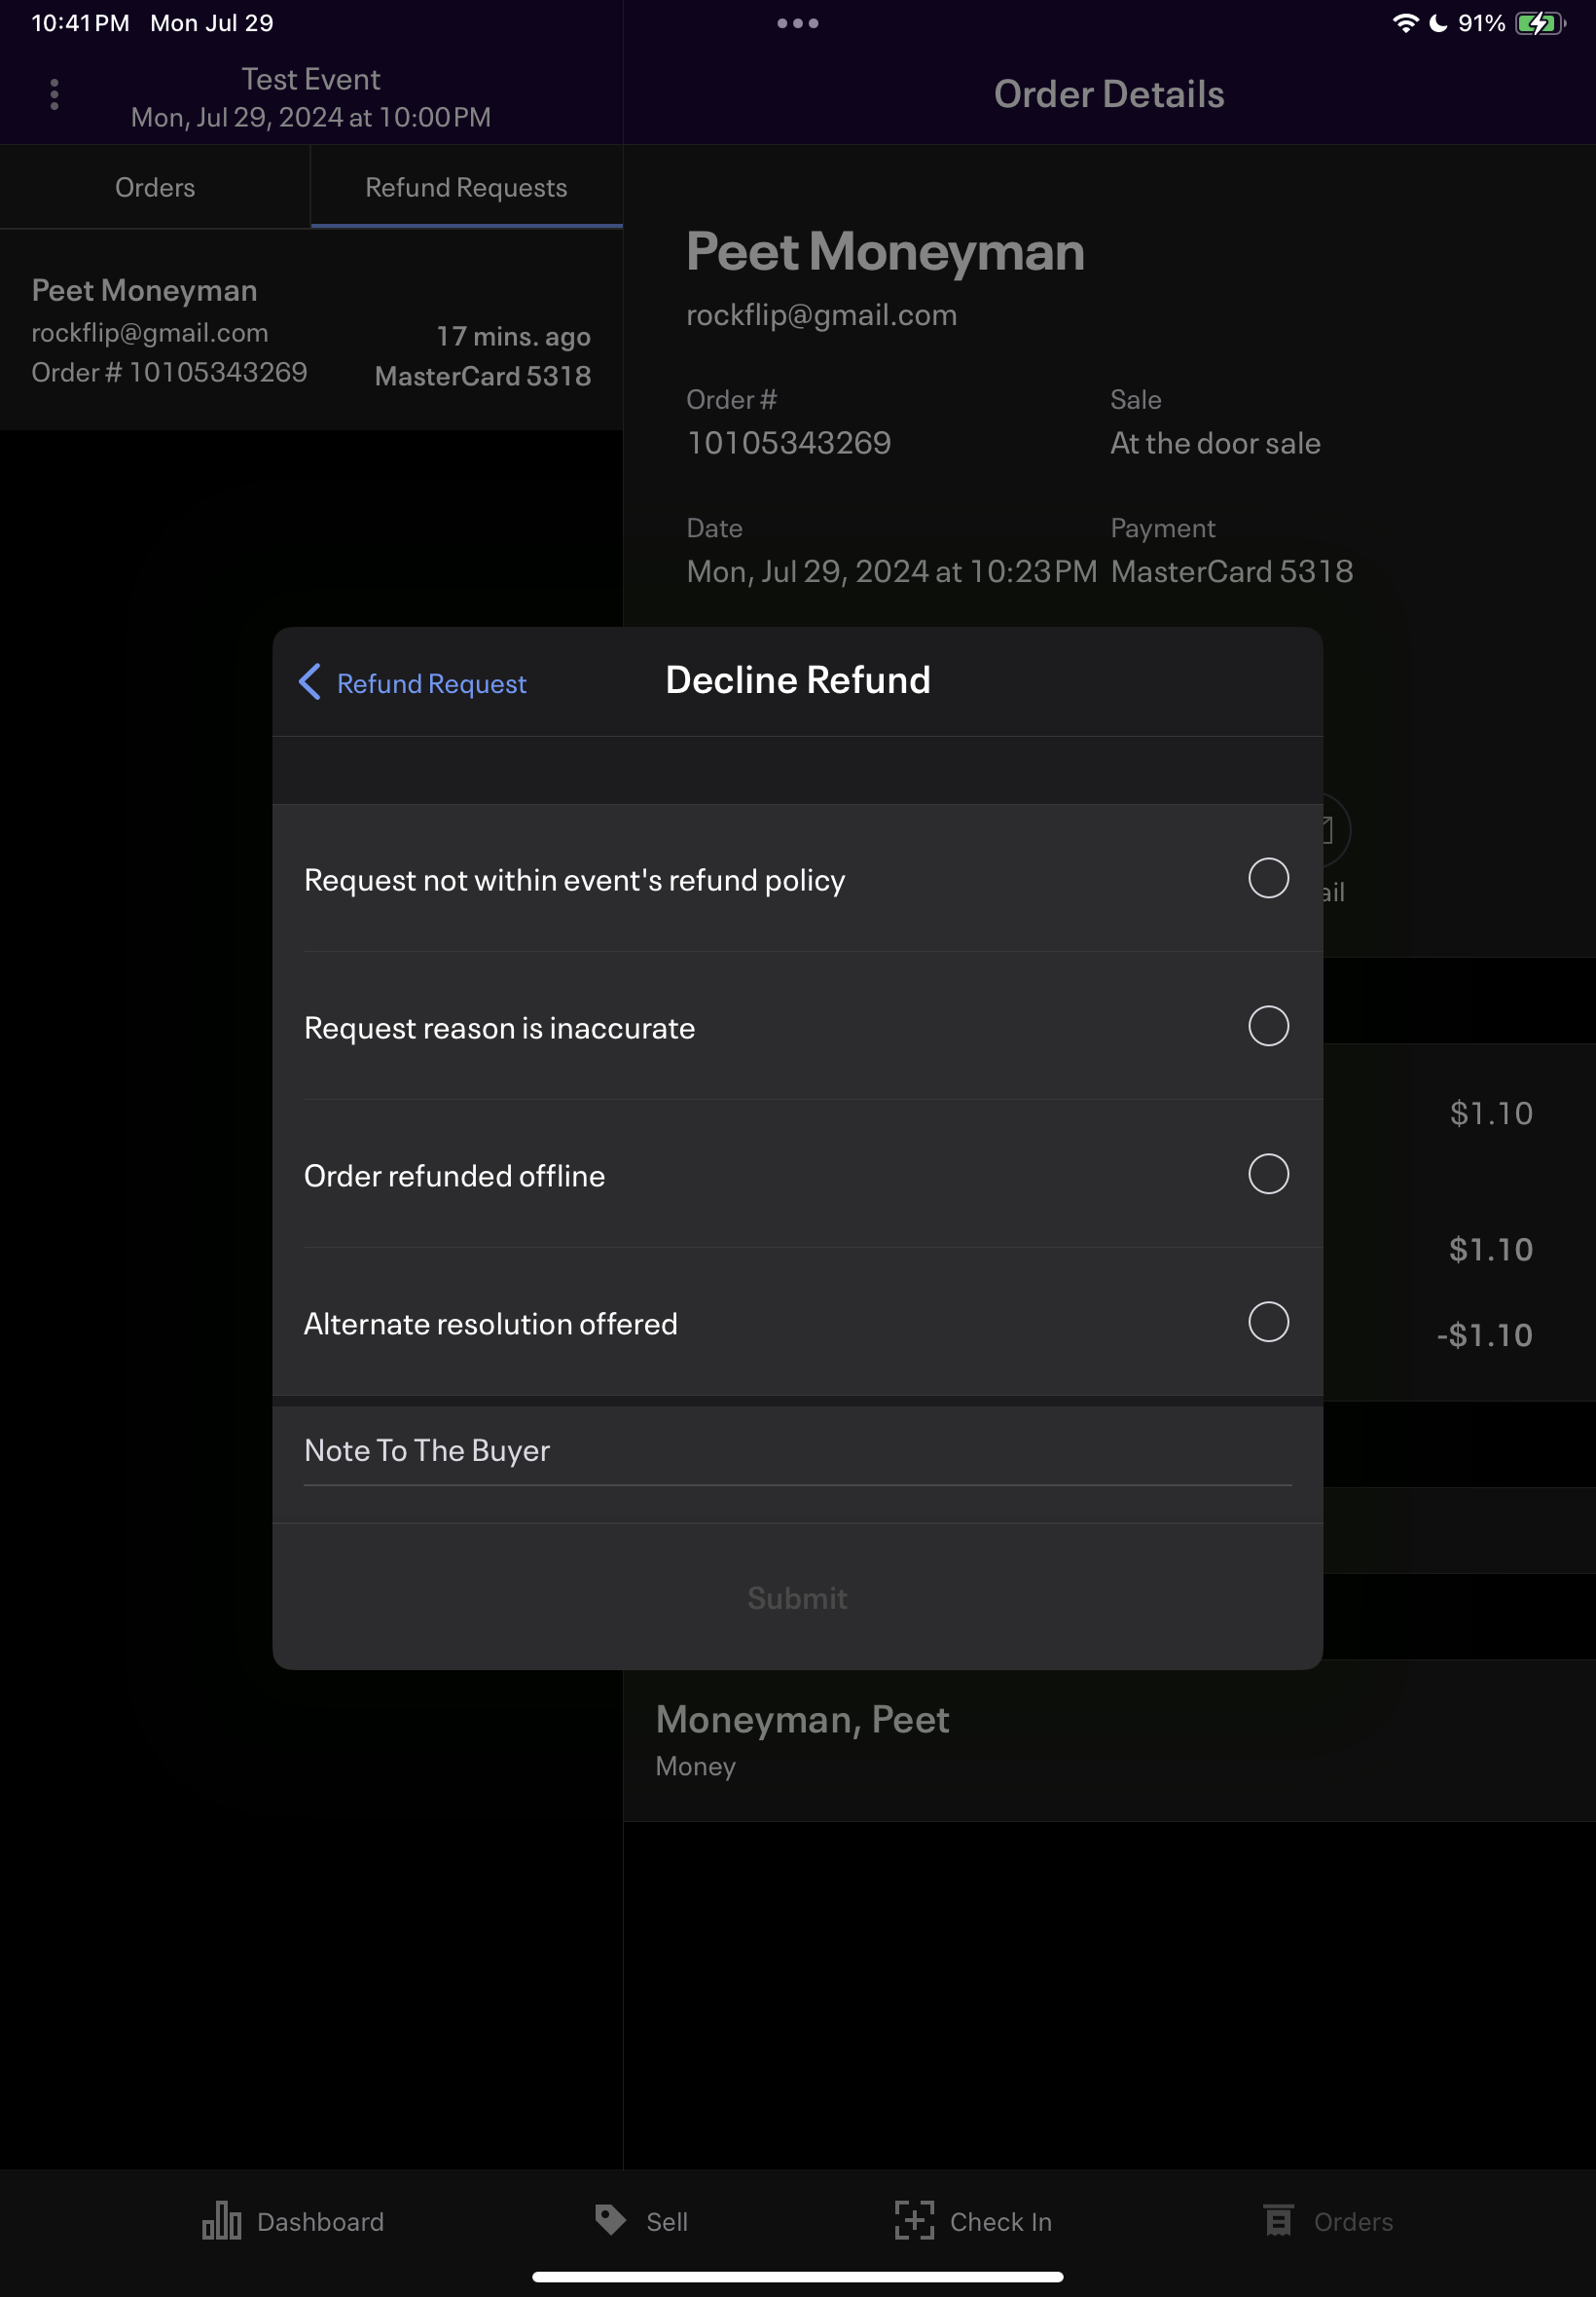 10:41 PM Mon Jul 29
91%
Test Event
Mon, Jul 29, 2024 at 10:00 PM
Order Details
Orders
Refund Requests
Peet Moneyman
rockflip@gmail.com
17 mins. ago
Order # 10105343269
MasterCard 5318
Peet Moneyman
rockflip@gmail.com
Order #
Sale
10105343269
At the door sale
Date
Payment
Mon, Jul 29, 2024 at 10:23 PM
MasterCard 5318
Refund Request
Decline Refund
Request not within event's refund policy
ail
Request reason is inaccurate
$1.10
Order refunded offline
$1.10
Alternate resolution offered
-$1.10
Note To The Buyer
Submit
Moneyman, Peet
Money
Dashboard
Sell
Check In
Orders